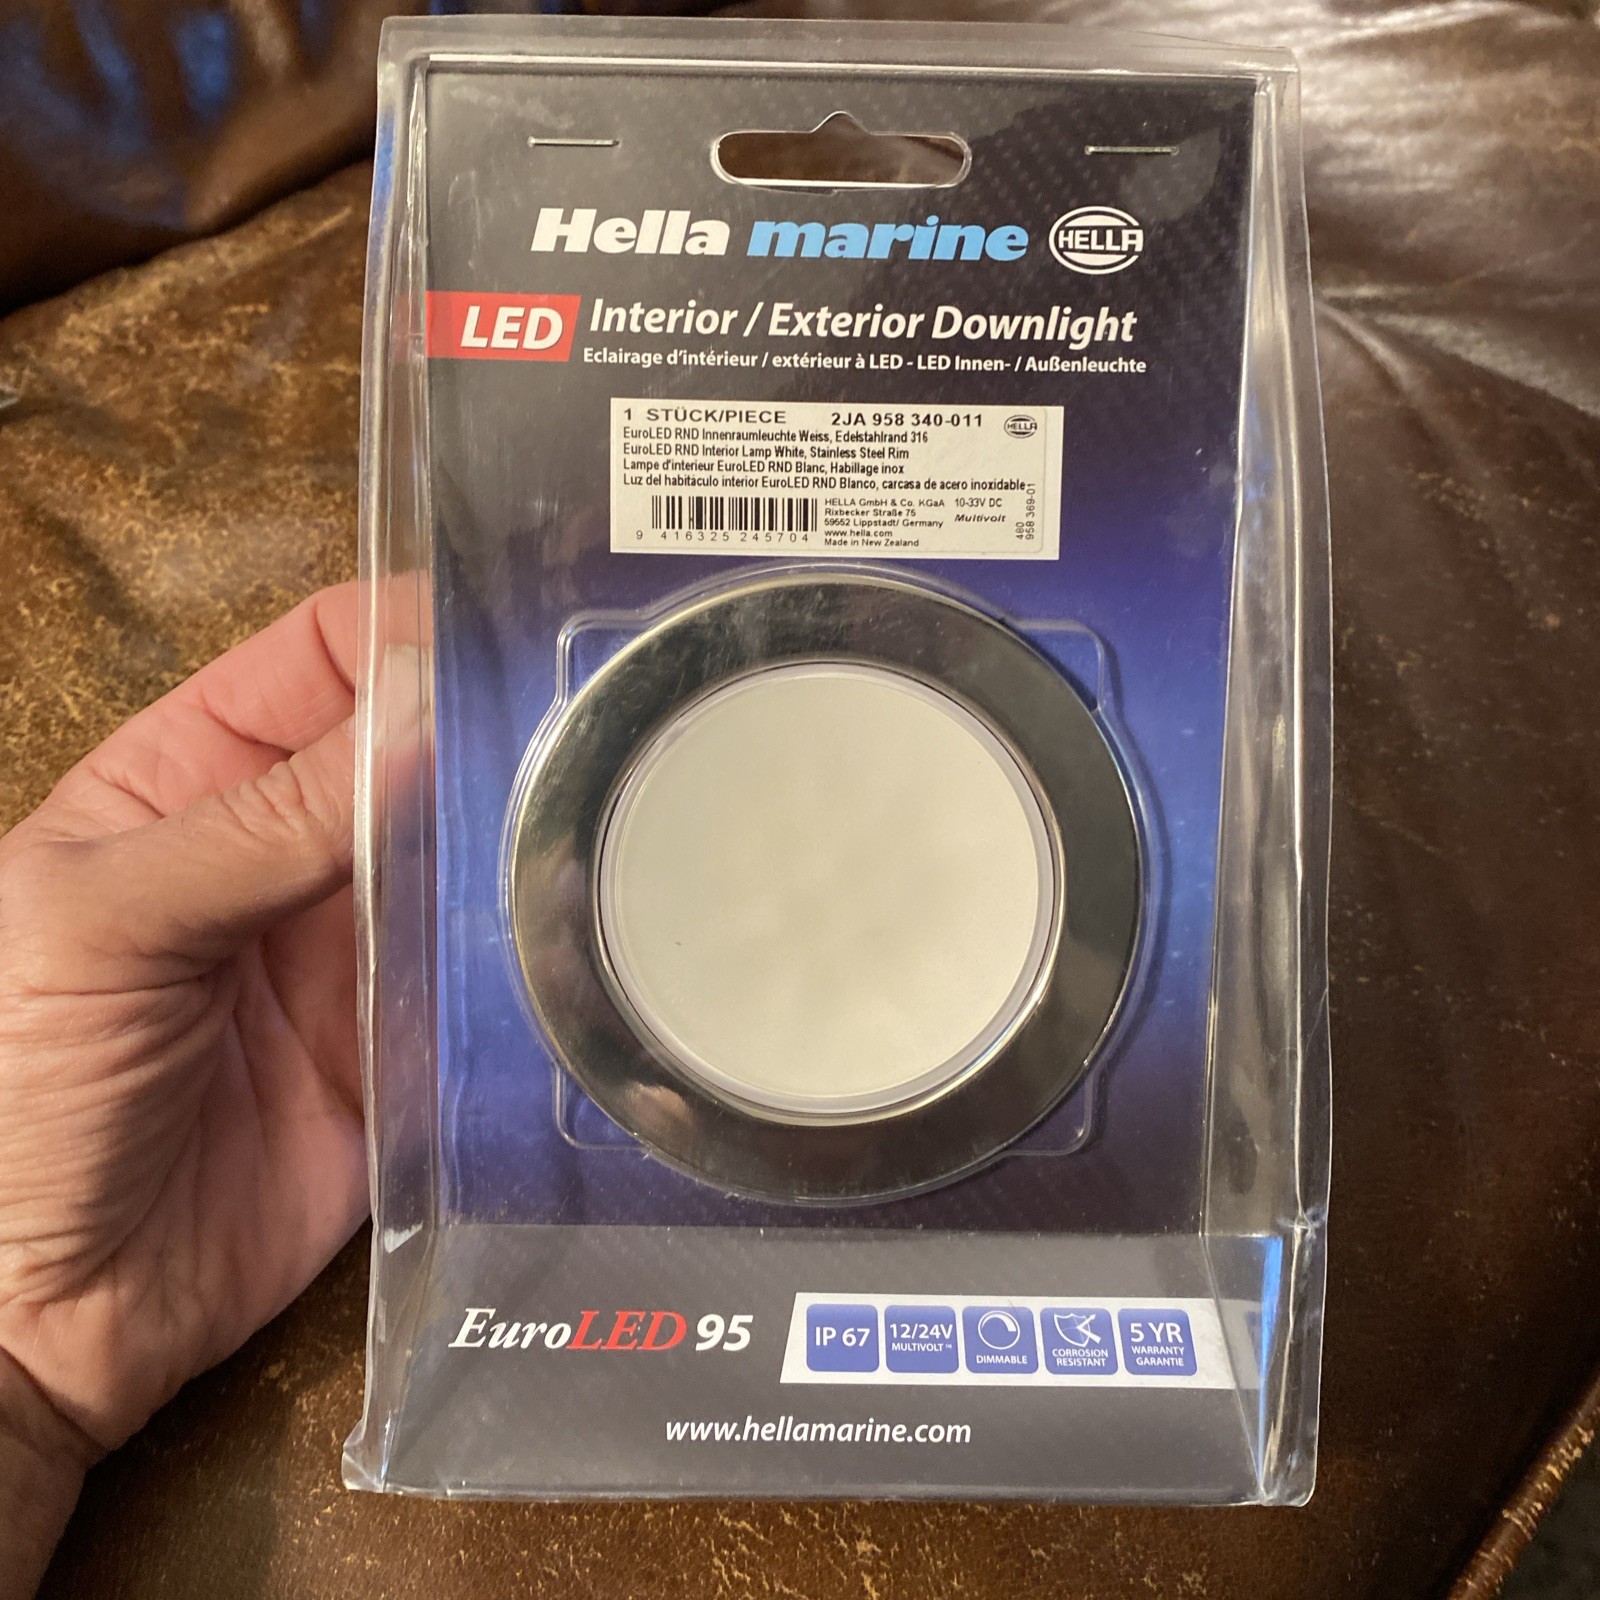 Hella marine HELLA
LED Interior / Exterior Downlight
Eclairage d'intérieur / extérieur à LED - LED Innen- / Außenleuchte
1 STÜCK/PIECE 2JA 958 340-011 HELLA
EuroLED RND Innenraumleuchte Weiss, Edelstahlrand 316
EuroLED RND Interior Lamp White, Stainless Steel Rim
Lampe d'interieur EuroLED RND Blanc, Habillage inox
Luz del habitáculo interior EuroLED RND Blanco, carcasa de acero inoxidable
HELLA GmbH & Co. KGaA 10-33V DC
Rixbecker Straße 75
59552 Lippstadt/ Germany Multivolt
www.hella.com
Made in New Zealand
9 416325 245704
480
958 369-01
EuroLED 95
IP 67
12/24V
MULTIVOLT™
DIMMABLE
CORROSION
RESISTANT
5 YR
WARRANTY
GARANTIE
www.hellamarine.com